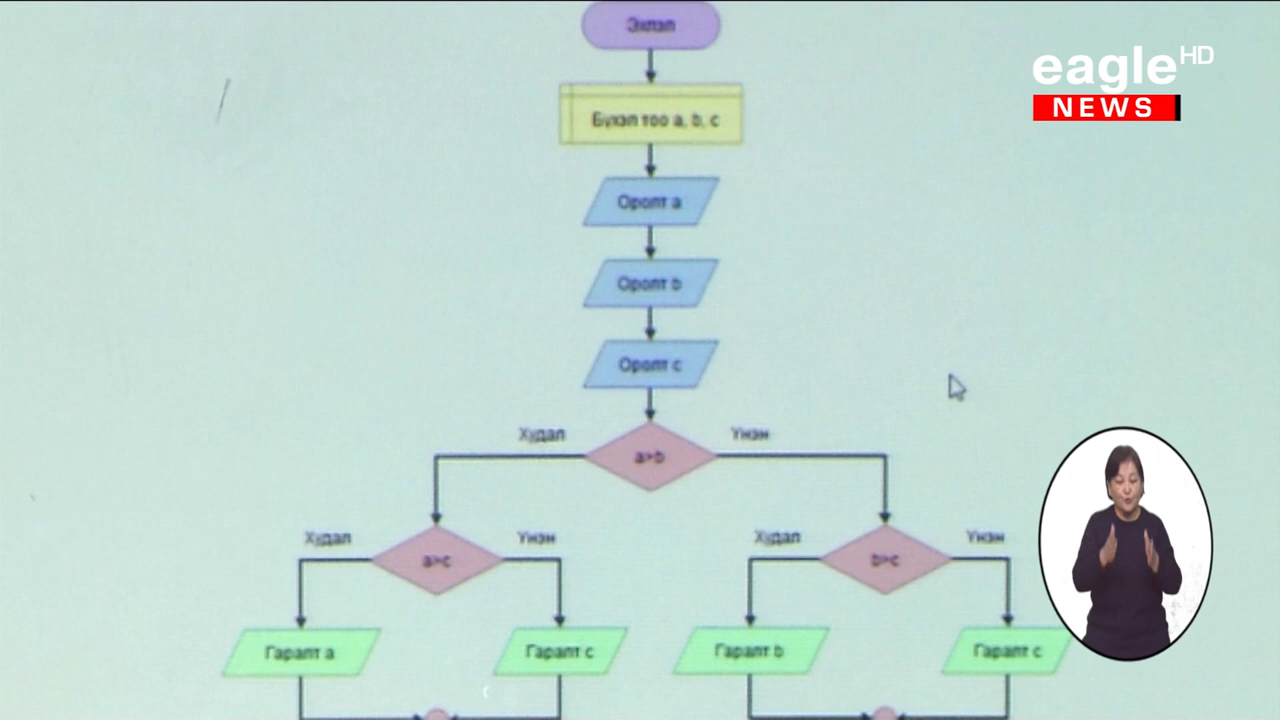 Эхлэл
eagle HD
NEWS
Бүхэл тоо a, b, c
Оролт a
Оролт b
Оролт c
Худал
a>b
Үнэн
Худал
a>c
Үнэн
Худал
b>c
Үнэн
Гаралт a
Гаралт c
Гаралт b
Гаралт c